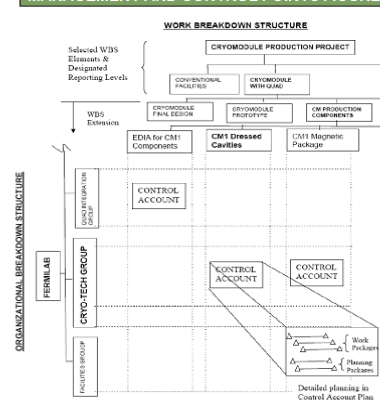 WORK BREAKDOWN STRUCTURE
Selected WBS
Elements &
Designated
Reporting Levels
CRYOMODULE PRODUCTION PROJECT
CONVENTIONAL
FACILITIES
CRYOMODULE
WITH QUAD
WBS
Extension
CRYOMODULE
FINAL DESIGN
CRYOMODULE
PROTOTYPE
CM PRODUCTION
COMPONENTS
EDIA for CM1
Components
CM1 Dressed
Cavities
CM1 Magnetic
Package
ORGANIZATIONAL BREAKDOWN STRUCTURE
FERMILAB
QUAD INTEGRATION
GROUP
CONTROL
ACCOUNT
CRYO-TECH GROUP
CONTROL
ACCOUNT
CONTROL
ACCOUNT
FACILITIES GROUP
Work
Packages
Planning
Packages
Detailed planning in
Control Account Plan